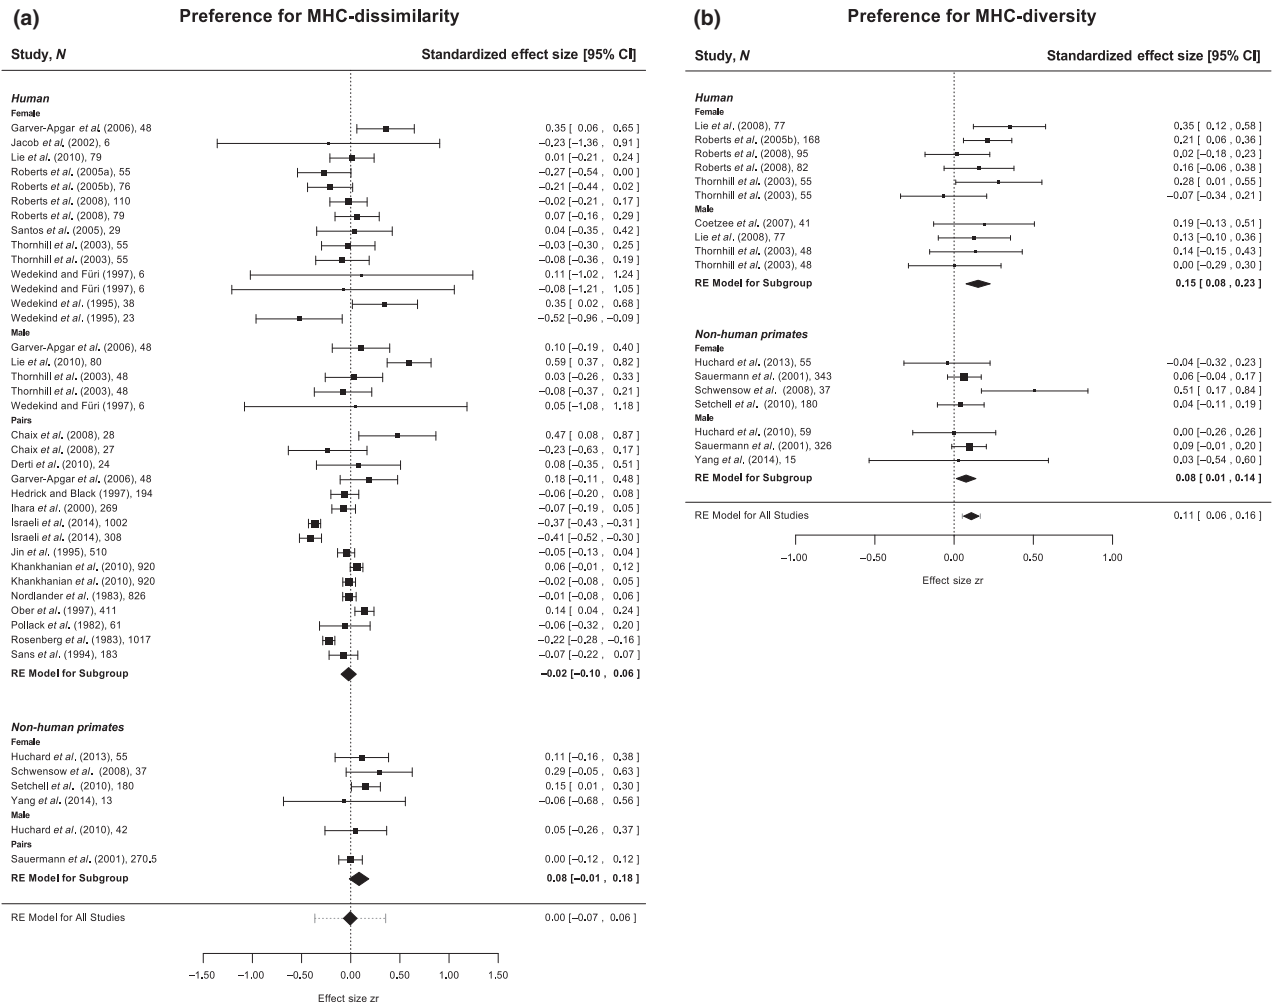 (a) Preference for MHC-dissimilarity
Study, N Standardized effect size [95% CI]
Human
Female
Garver-Apgar et al. (2006), 48 0.35 [ 0.06 , 0.65 ]
Jacob et al. (2002), 6 −0.23 [−1.36 , 0.91 ]
Lie et al. (2010), 79 0.01 [−0.21 , 0.24 ]
Roberts et al. (2005a), 55 −0.27 [−0.54 , 0.00 ]
Roberts et al. (2005b), 76 −0.21 [−0.44 , 0.02 ]
Roberts et al. (2008), 110 −0.02 [−0.21 , 0.17 ]
Roberts et al. (2008), 79 0.07 [−0.16 , 0.29 ]
Santos et al. (2005), 29 0.04 [−0.35 , 0.42 ]
Thornhill et al. (2003), 55 −0.03 [−0.30 , 0.25 ]
Thornhill et al. (2003), 55 −0.08 [−0.36 , 0.19 ]
Wedekind and Füri (1997), 6 0.11 [−1.02 , 1.24 ]
Wedekind and Füri (1997), 6 −0.08 [−1.21 , 1.05 ]
Wedekind et al. (1995), 38 0.35 [ 0.02 , 0.68 ]
Wedekind et al. (1995), 23 −0.52 [−0.96 , −0.09 ]
Male
Garver-Apgar et al. (2006), 48 0.10 [−0.19 , 0.40 ]
Lie et al. (2010), 80 0.59 [ 0.37 , 0.82 ]
Thornhill et al. (2003), 48 0.03 [−0.26 , 0.33 ]
Thornhill et al. (2003), 48 −0.08 [−0.37 , 0.21 ]
Wedekind and Füri (1997), 6 0.05 [−1.08 , 1.18 ]
Pairs
Chaix et al. (2008), 28 0.47 [ 0.08 , 0.87 ]
Chaix et al. (2008), 27 −0.23 [−0.63 , 0.17 ]
Derti et al. (2010), 24 0.08 [−0.35 , 0.51 ]
Garver-Apgar et al. (2006), 48 0.18 [−0.11 , 0.48 ]
Hedrick and Black (1997), 194 −0.06 [−0.20 , 0.08 ]
Ihara et al. (2000), 269 −0.07 [−0.19 , 0.05 ]
Israeli et al. (2014), 1002 −0.37 [−0.43 , −0.31 ]
Israeli et al. (2014), 308 −0.41 [−0.52 , −0.30 ]
Jin et al. (1995), 510 −0.05 [−0.13 , 0.04 ]
Khankhanian et al. (2010), 920 0.06 [−0.01 , 0.12 ]
Khankhanian et al. (2010), 920 −0.02 [−0.08 , 0.05 ]
Nordlander et al. (1983), 826 −0.01 [−0.08 , 0.06 ]
Ober et al. (1997), 411 0.14 [ 0.04 , 0.24 ]
Pollack et al. (1982), 61 −0.06 [−0.32 , 0.20 ]
Rosenberg et al. (1983), 1017 −0.22 [−0.28 , −0.16 ]
Sans et al. (1994), 183 −0.07 [−0.22 , 0.07 ]
RE Model for Subgroup −0.02 [−0.10 , 0.06 ]
Non-human primates
Female
Huchard et al. (2013), 55 0.11 [−0.16 , 0.38 ]
Schwensow et al. (2008), 37 0.29 [−0.05 , 0.63 ]
Setchell et al. (2010), 180 0.15 [ 0.01 , 0.30 ]
Yang et al. (2014), 13 −0.06 [−0.68 , 0.56 ]
Male
Huchard et al. (2010), 42 0.05 [−0.26 , 0.37 ]
Pairs
Sauermann et al. (2001), 270.5 0.00 [−0.12 , 0.12 ]
RE Model for Subgroup 0.08 [−0.01 , 0.18 ]
RE Model for All Studies 0.00 [−0.07 , 0.06 ]
−1.50 −1.00 −0.50 0.00 0.50 1.00 1.50
Effect size zr
(b) Preference for MHC-diversity
Study, N Standardized effect size [95% CI]
Human
Female
Lie et al. (2008), 77 0.35 [ 0.12 , 0.58 ]
Roberts et al. (2005b), 168 0.21 [ 0.06 , 0.36 ]
Roberts et al. (2008), 95 0.02 [−0.18 , 0.23 ]
Roberts et al. (2008), 82 0.16 [−0.06 , 0.38 ]
Thornhill et al. (2003), 55 0.28 [ 0.01 , 0.55 ]
Thornhill et al. (2003), 55 −0.07 [−0.34 , 0.21 ]
Male
Coetzee et al. (2007), 41 0.19 [−0.13 , 0.51 ]
Lie et al. (2008), 77 0.13 [−0.10 , 0.36 ]
Thornhill et al. (2003), 48 0.14 [−0.15 , 0.43 ]
Thornhill et al. (2003), 48 0.00 [−0.29 , 0.30 ]
RE Model for Subgroup 0.15 [ 0.08 , 0.23 ]
Non-human primates
Female
Huchard et al. (2013), 55 −0.04 [−0.32 , 0.23 ]
Sauermann et al. (2001), 343 0.06 [−0.04 , 0.17 ]
Schwensow et al. (2008), 37 0.51 [ 0.17 , 0.84 ]
Setchell et al. (2010), 180 0.04 [−0.11 , 0.19 ]
Male
Huchard et al. (2010), 59 0.00 [−0.26 , 0.26 ]
Sauermann et al. (2001), 326 0.09 [−0.01 , 0.20 ]
Yang et al. (2014), 15 0.03 [−0.54 , 0.60 ]
RE Model for Subgroup 0.08 [ 0.01 , 0.14 ]
RE Model for All Studies 0.11 [ 0.06 , 0.16 ]
−1.00 −0.50 0.00 0.50 1.00
Effect size zr